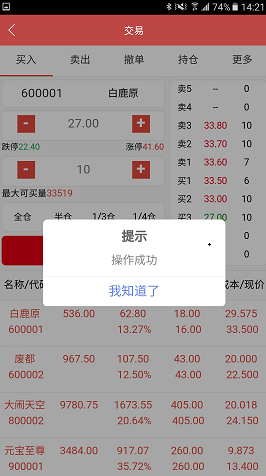 74% 14:21
交易
买入 卖出 撤单 持仓 更多
600001 白鹿原
- 27.00 +
跌停22.40 涨停41.60
- 10 +
最大可买量33519
全仓 半仓 1/3仓 1/4仓
卖5 -- 0
卖4 -- 0
卖3 33.80 10
卖2 33.70 10
卖1 33.60 7
买1 33.50 6
买2 33.00 10
买3 27.00 10
0
0
提示
操作成功
我知道了
名称/代码 成本/现价
白鹿原 536.00 62.80 18.00 29.575
600001 13.27% 16.00 33.500
废都 967.50 107.50 43.00 20.000
600002 12.50% 43.00 22.500
大闹天空 9780.75 1673.55 405.00 20.018
800002 20.64% 405.00 24.150
元宝至尊 3484.00 917.07 260.00 9.873
900001 35.72% 260.00 13.400